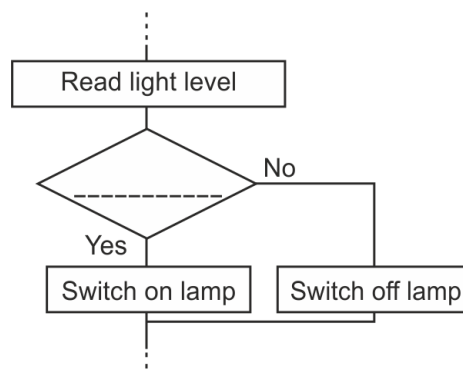 Read light level
No
Yes
Switch on lamp
Switch off lamp